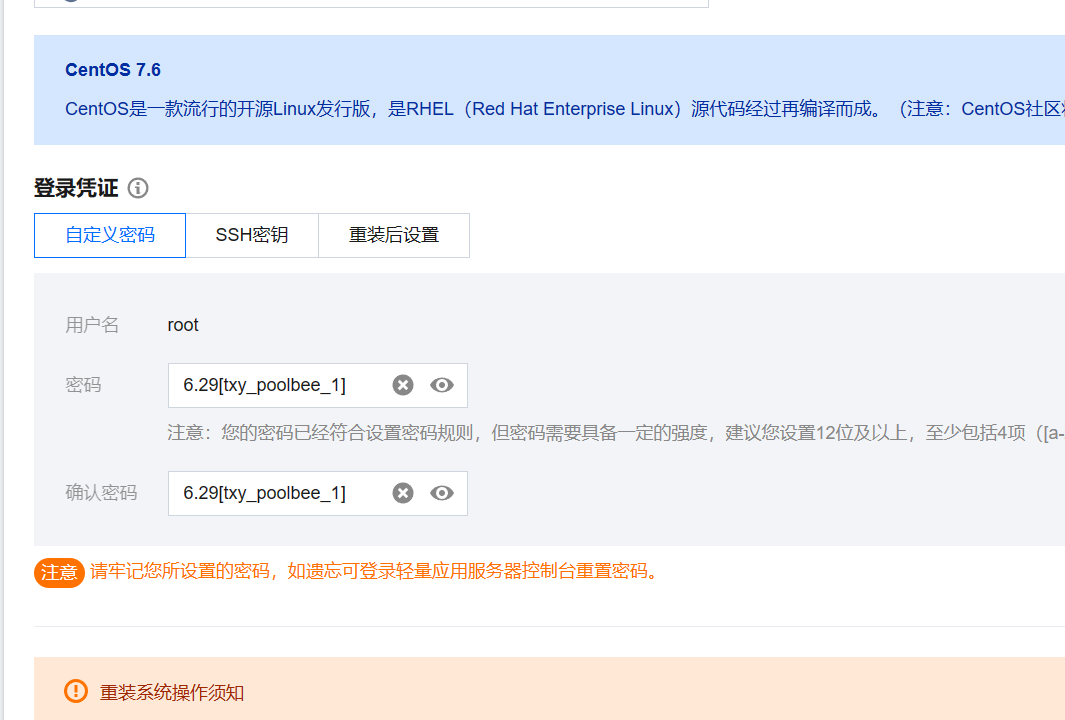 CentOS 7.6
CentOS是一款流行的开源Linux发行版，是RHEL（Red Hat Enterprise Linux）源代码经过再编译而成。（注意：CentOS社区
登录凭证
自定义密码 SSH密钥 重装后设置
用户名 root
密码 6.29[txy_poolbee_1]
注意：您的密码已经符合设置密码规则，但密码需要具备一定的强度，建议您设置12位及以上，至少包括4项（[a-
确认密码 6.29[txy_poolbee_1]
注意 请牢记您所设置的密码，如遗忘可登录轻量应用服务器控制台重置密码。
重装系统操作须知